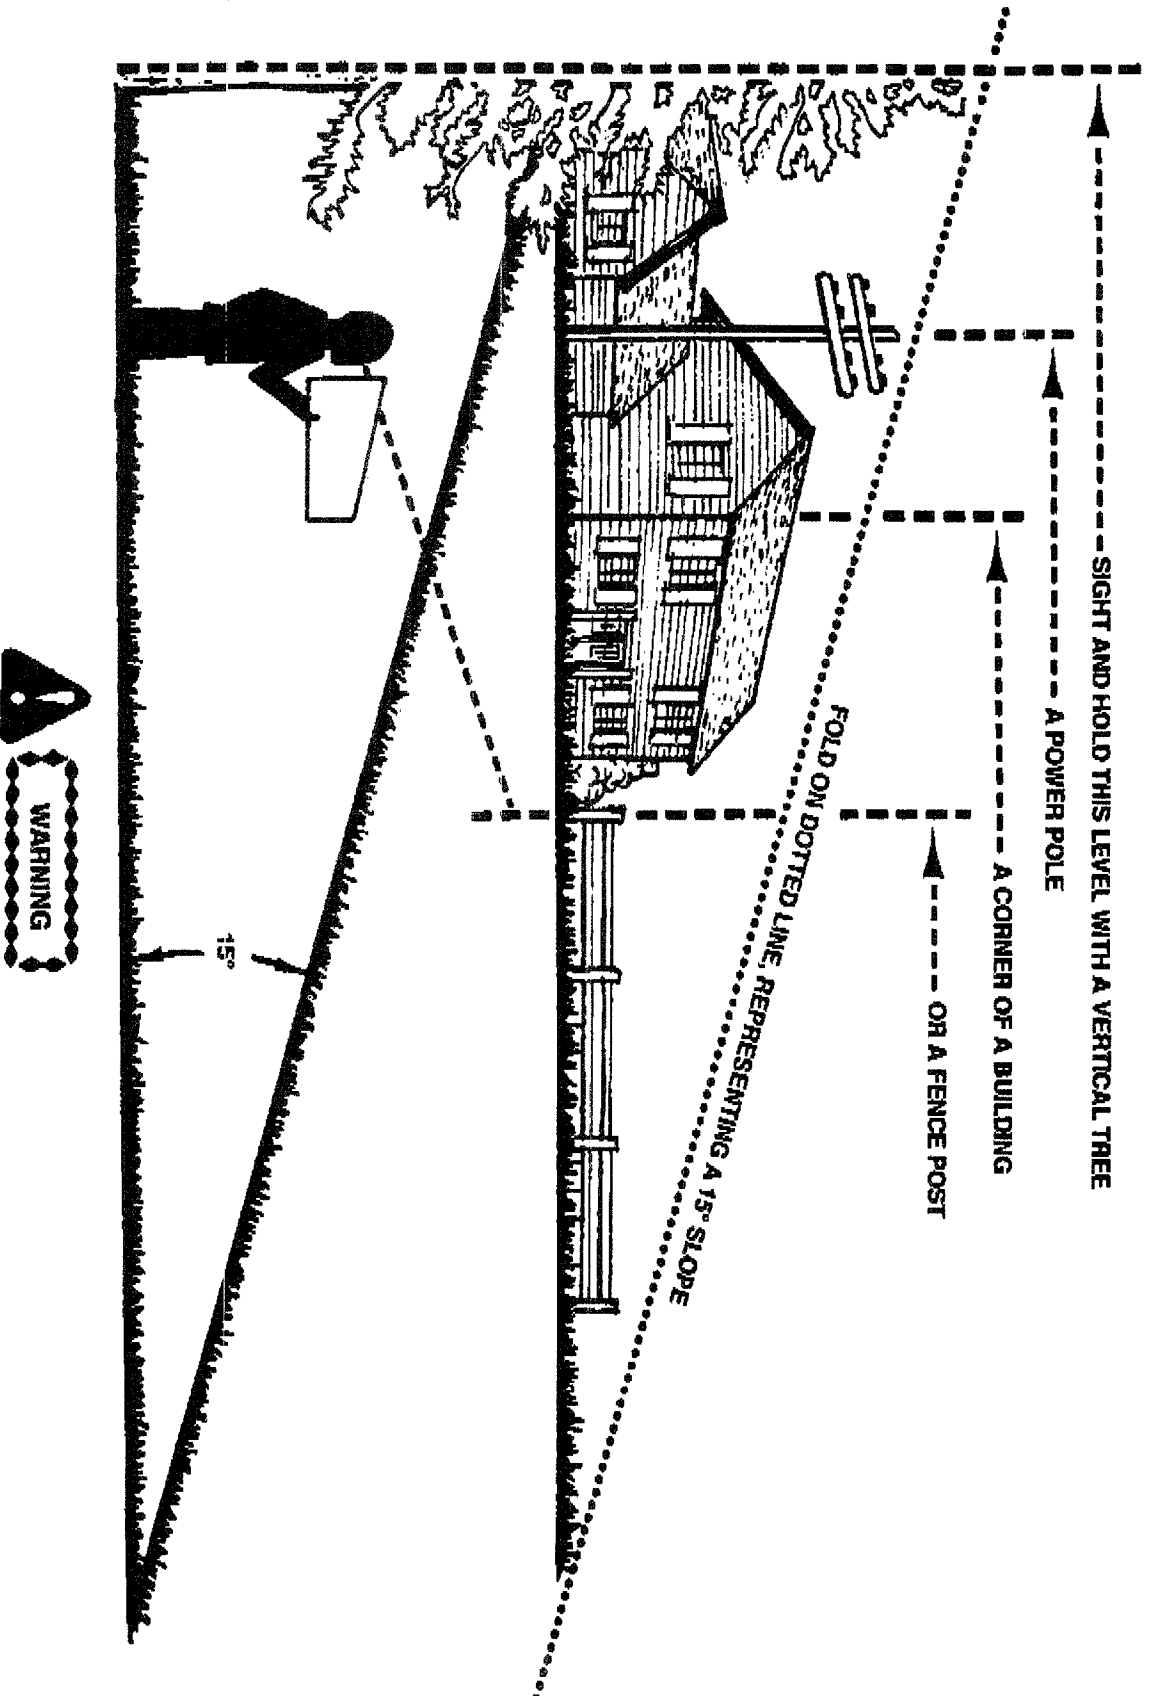 SIGHT AND HOLD THIS LEVEL WITH A VERTICAL TREE
A POWER POLE
A CORNER OF A BUILDING
OR A FENCE POST
FOLD ON DOTTED LINE, REPRESENTING A 15° SLOPE
15°
WARNING